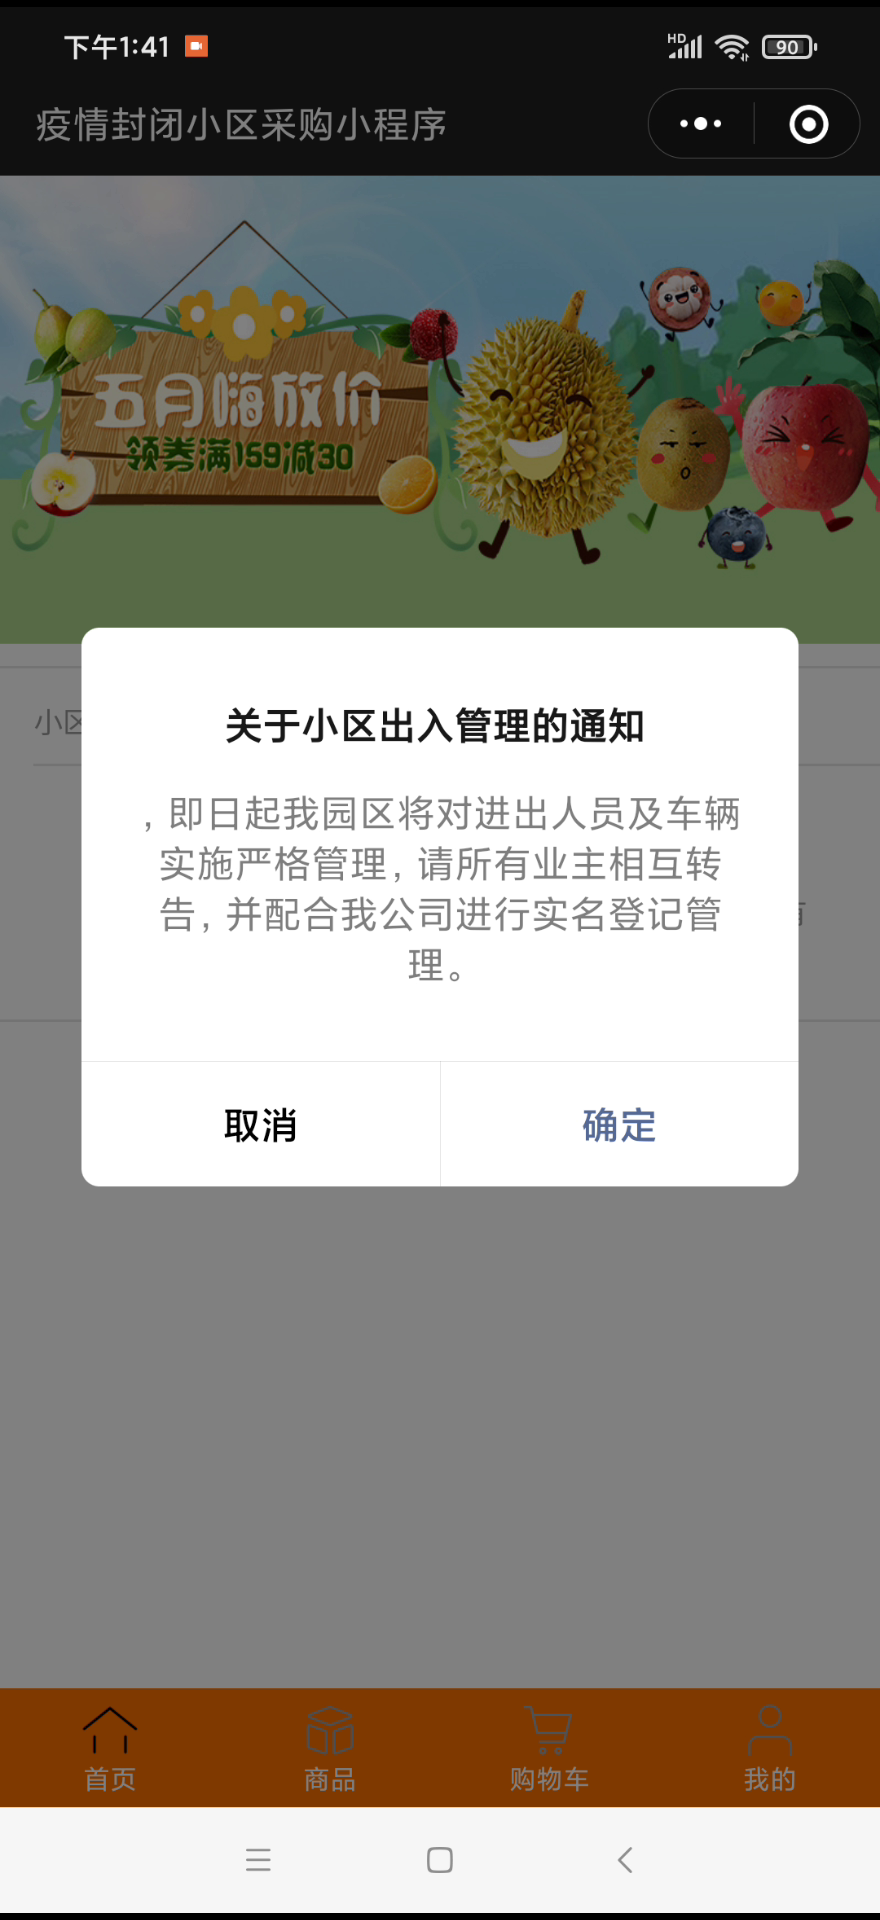 下午1:41
HD
90
疫情封闭小区采购小程序
五月嗨放价
领券满159减30
小区
关于小区出入管理的通知
，即日起我园区将对进出人员及车辆
实施严格管理，请所有业主相互转
告，并配合我公司进行实名登记管
理。
取消
确定
首页
商品
购物车
我的